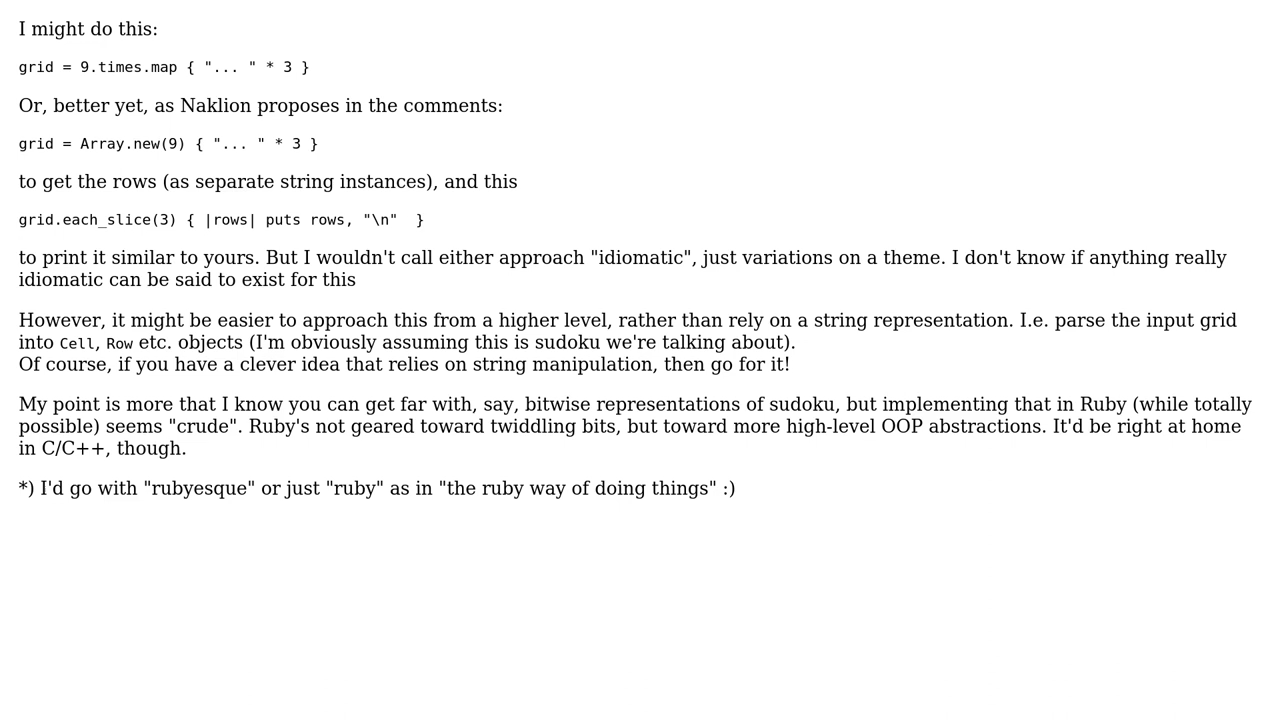 I might do this:
grid = 9.times.map { "... " * 3 }
Or, better yet, as Naklion proposes in the comments:
grid = Array.new(9) { "... " * 3 }
to get the rows (as separate string instances), and this
grid.each_slice(3) { |rows| puts rows, "\n"  }
to print it similar to yours. But I wouldn't call either approach "idiomatic", just variations on a theme. I don't know if anything really
idiomatic can be said to exist for this
However, it might be easier to approach this from a higher level, rather than rely on a string representation. I.e. parse the input grid
into Cell, Row etc. objects (I'm obviously assuming this is sudoku we're talking about).
Of course, if you have a clever idea that relies on string manipulation, then go for it!
My point is more that I know you can get far with, say, bitwise representations of sudoku, but implementing that in Ruby (while totally
possible) seems "crude". Ruby's not geared toward twiddling bits, but toward more high-level OOP abstractions. It'd be right at home
in C/C++, though.
*) I'd go with "rubyesque" or just "ruby" as in "the ruby way of doing things" :)